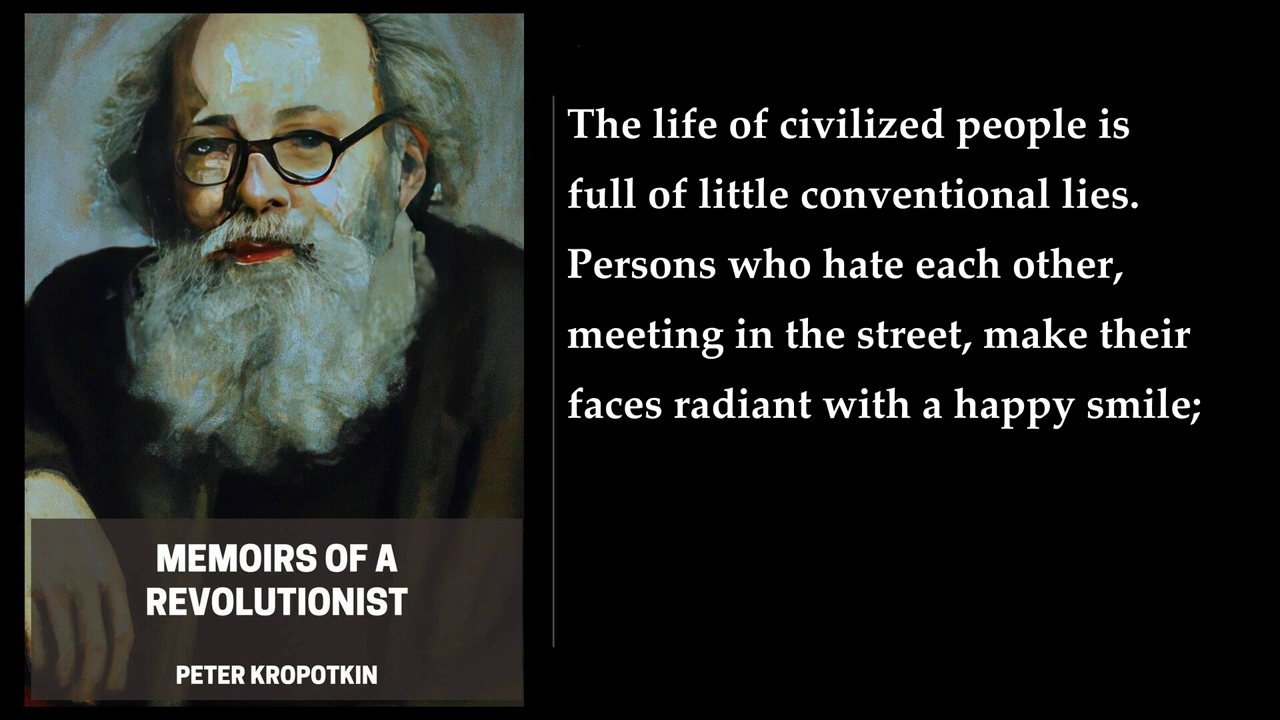 The life of civilized people is
full of little conventional lies.
Persons who hate each other,
meeting in the street, make their
faces radiant with a happy smile;
MEMOIRS OF A
REVOLUTIONIST
PETER KROPOTKIN